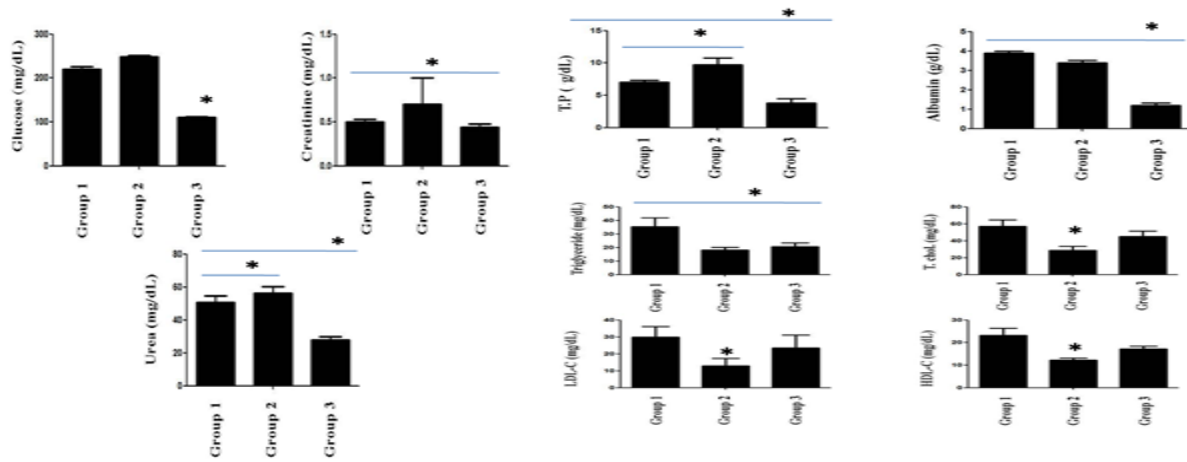 Glucose (mg/dL)
300
200
100
0
*
Group 1
Group 2
Group 3
Creatinine (mg/dL)
1.5
1.0
0.5
0.0
*
Group 1
Group 2
Group 3
Urea (mg/dL)
80
60
40
20
0
*
*
Group 1
Group 2
Group 3
T.P ( g/dL)
15
10
5
0
*
*
Group 1
Group 2
Group 3
Albumin (g/dL)
5
4
3
2
1
0
*
Group 1
Group 2
Group 3
Triglyceride (mg/dL)
50
40
30
20
10
0
*
Group 1
Group 2
Group 3
T. chol. (mg/dL)
80
60
40
20
0
*
Group 1
Group 2
Group 3
LDL-C (mg/dL)
40
30
20
10
0
*
Group 1
Group 2
Group 3
HDL-C (mg/dL)
30
20
10
0
*
Group 1
Group 2
Group 3